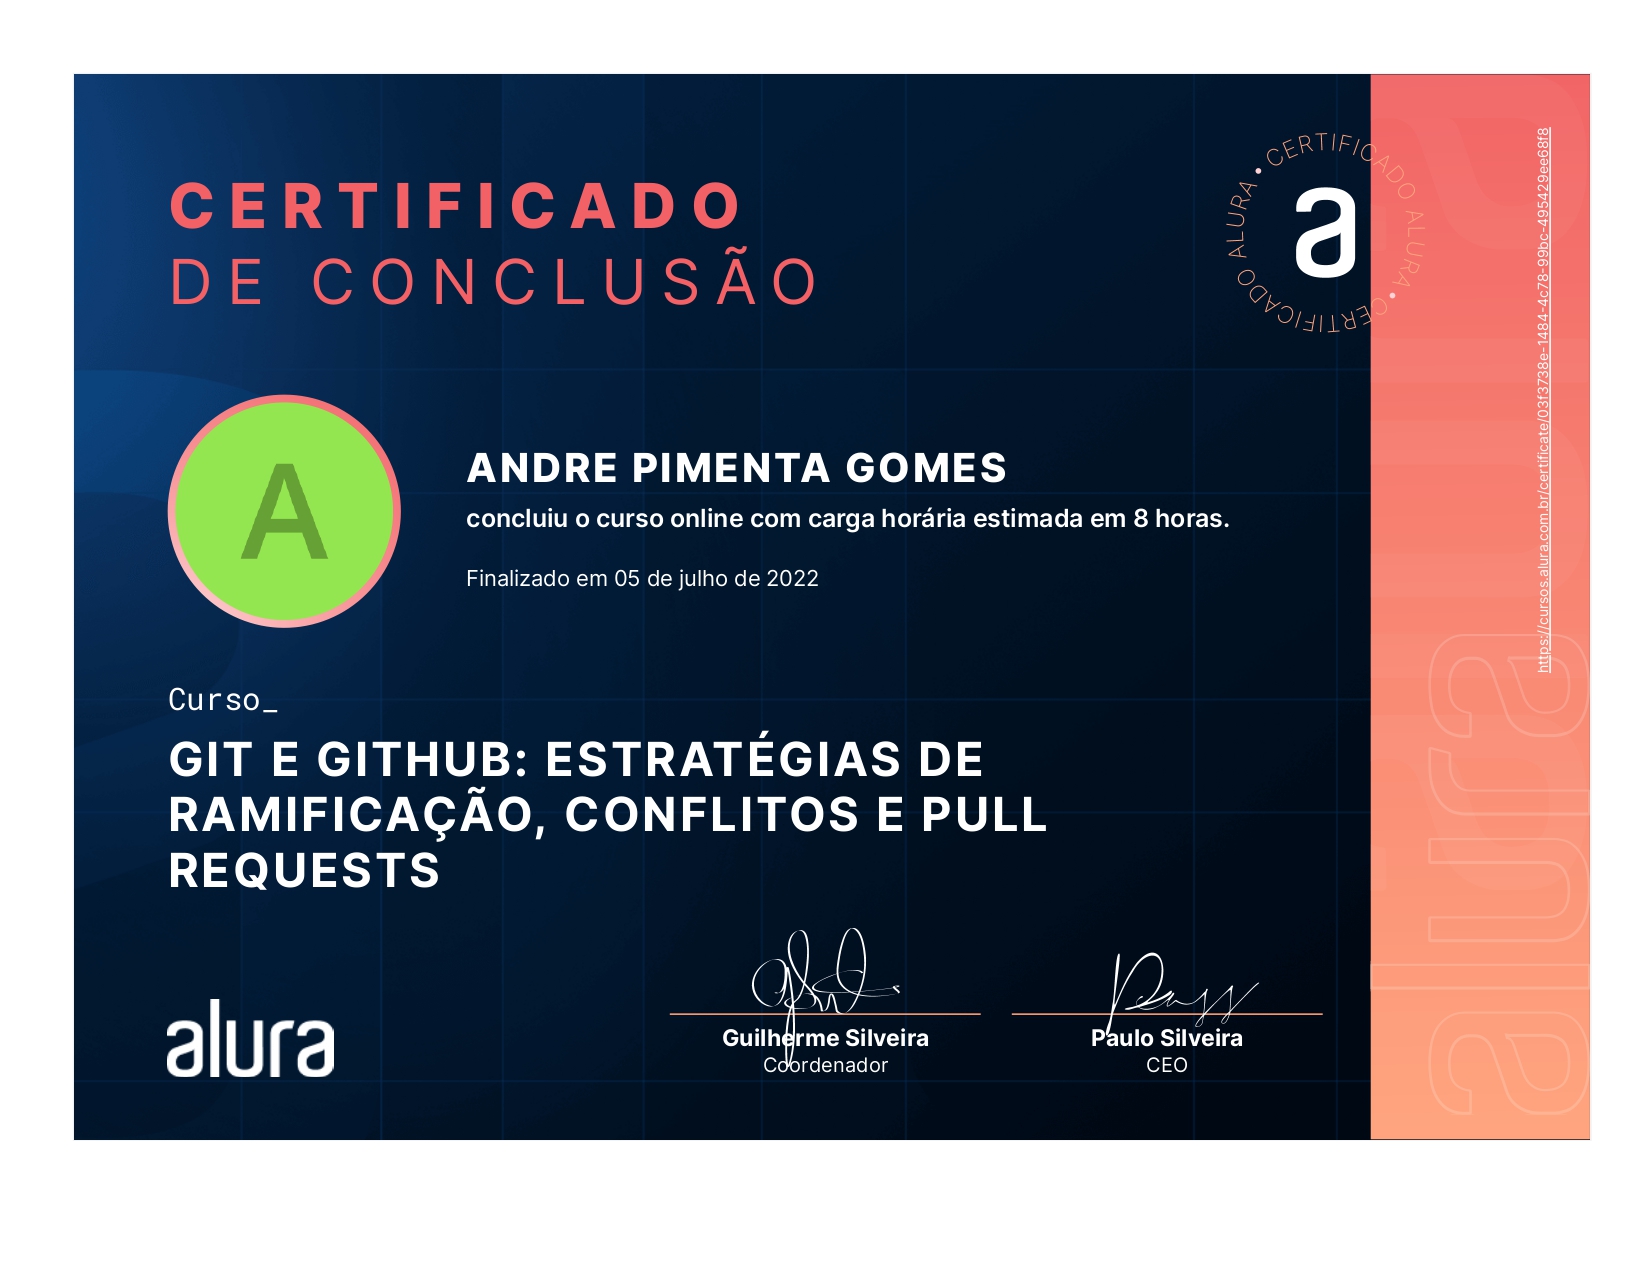 CERTIFICADO
DE CONCLUSÃO
CERTIFICADO ALURA • CERTIFICADO ALURA •
a
https://cursos.alura.com.br/certificate/03f3738e-1484-4c78-99bc-495429ee68f8
A
ANDRE PIMENTA GOMES
concluiu o curso online com carga horária estimada em 8 horas.
Finalizado em 05 de julho de 2022
Curso_
GIT E GITHUB: ESTRATÉGIAS DE
RAMIFICAÇÃO, CONFLITOS E PULL
REQUESTS
alura
Guilherme Silveira
Coordenador
Paulo Silveira
CEO
alura